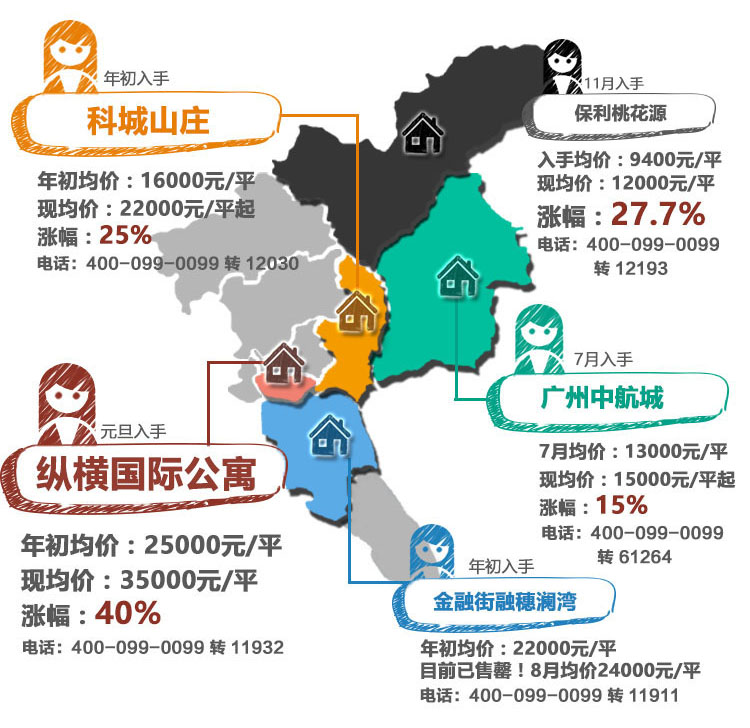 年初入手
科城山庄
年初均价：16000元/平
现均价：22000元/平起
涨幅：25%
电话：400-099-0099 转 12030
11月入手
保利桃花源
入手均价：9400元/平
现均价：12000元/平
涨幅：27.7%
电话：400-099-0099
转 12193
7月入手
广州中航城
7月均价：13000元/平
现均价：15000元/平起
涨幅：15%
电话：400-099-0099
转 61264
元旦入手
纵横国际公寓
年初均价：25000元/平
现均价：35000元/平
涨幅：40%
电话：400-099-0099 转 11932
年初入手
金融街融穗澜湾
年初均价：22000元/平
目前已售罄！8月均价24000元/平
电话：400-099-0099 转 11911